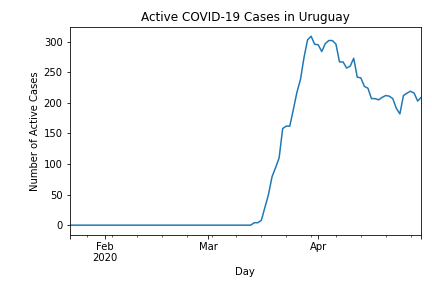 Active COVID-19 Cases in Uruguay
300
250
200
150
100
50
0
Number of Active Cases
Feb
2020
Mar
Apr
Day